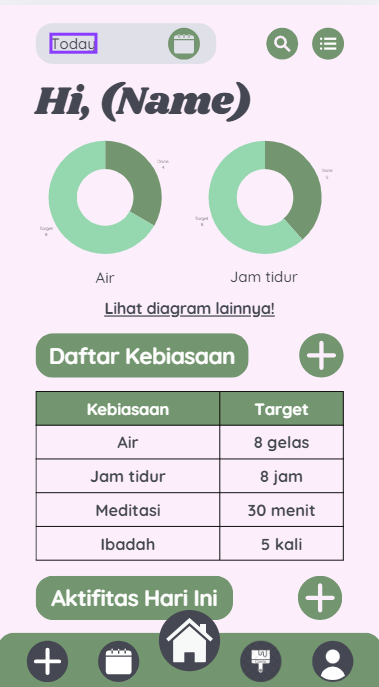 Today
Hi, (Name)
Done
4
Target
8
Done
5
Target
8
Air
Jam tidur
Lihat diagram lainnya!
Daftar Kebiasaan
Kebiasaan Target
Air 8 gelas
Jam tidur 8 jam
Meditasi 30 menit
Ibadah 5 kali
Aktifitas Hari Ini